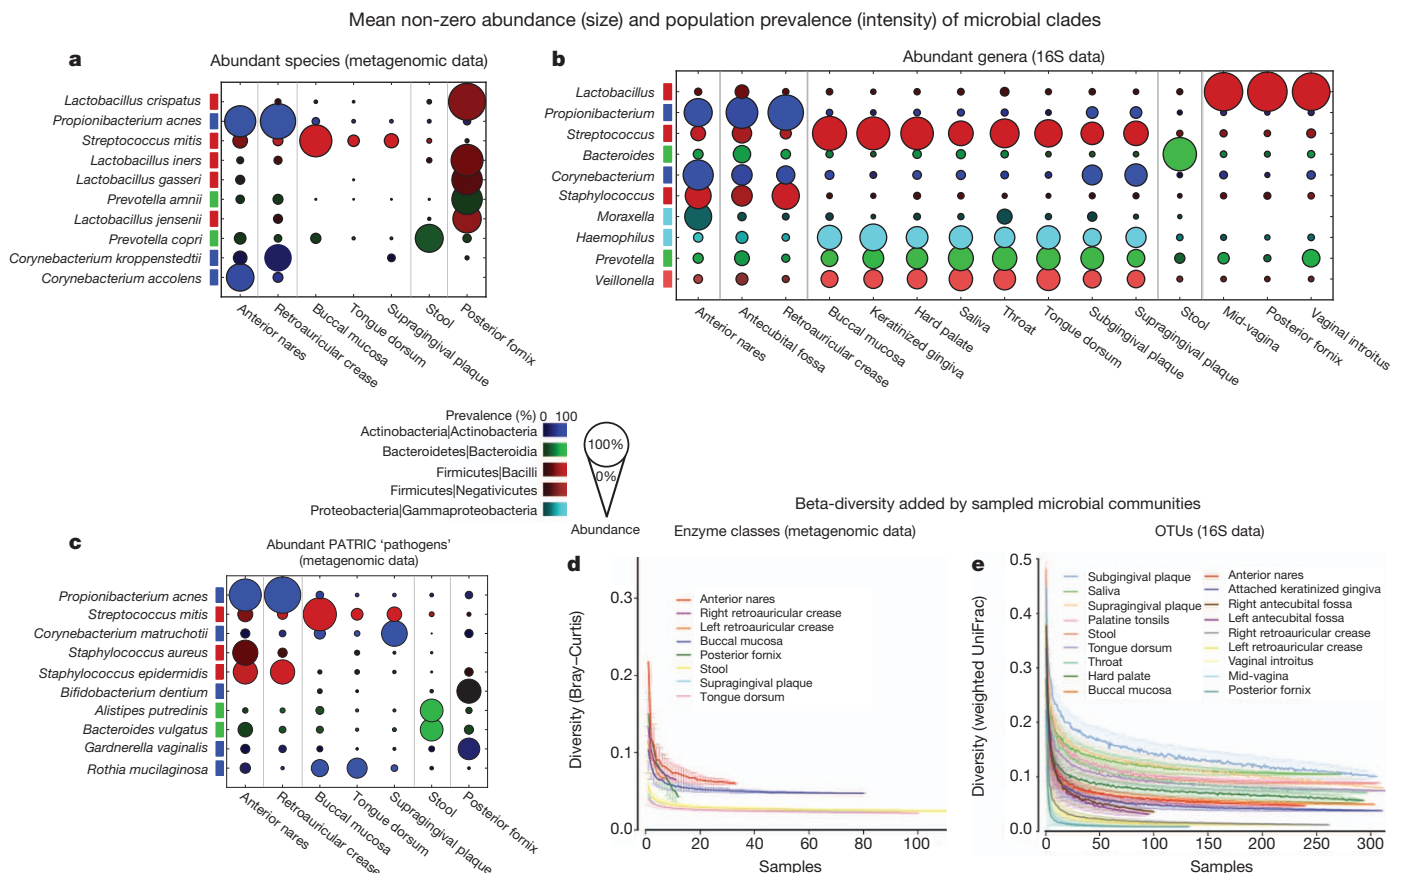 Mean non-zero abundance (size) and population prevalence (intensity) of microbial clades
a
Abundant species (metagenomic data)
Lactobacillus crispatus
Propionibacterium acnes
Streptococcus mitis
Lactobacillus iners
Lactobacillus gasseri
Prevotella amnii
Lactobacillus jensenii
Prevotella copri
Corynebacterium kroppenstedtii
Corynebacterium accolens
Anterior nares
Retroauricular crease
Buccal mucosa
Tongue dorsum
Supragingival plaque
Stool
Posterior fornix
b
Abundant genera (16S data)
Lactobacillus
Propionibacterium
Streptococcus
Bacteroides
Corynebacterium
Staphylococcus
Moraxella
Haemophilus
Prevotella
Veillonella
Anterior nares
Antecubital fossa
Retroauricular crease
Buccal mucosa
Keratinized gingiva
Hard palate
Saliva
Throat
Tongue dorsum
Subgingival plaque
Supragingival plaque
Stool
Mid-vagina
Posterior fornix
Vaginal introitus
Prevalence (%) 0 100
Actinobacteria|Actinobacteria
Bacteroidetes|Bacteroidia
Firmicutes|Bacilli
Firmicutes|Negativicutes
Proteobacteria|Gammaproteobacteria
100%
0%
Abundance
c
Abundant PATRIC ‘pathogens’
(metagenomic data)
Propionibacterium acnes
Streptococcus mitis
Corynebacterium matruchotii
Staphylococcus aureus
Staphylococcus epidermidis
Bifidobacterium dentium
Alistipes putredinis
Bacteroides vulgatus
Gardnerella vaginalis
Rothia mucilaginosa
Anterior nares
Retroauricular crease
Buccal mucosa
Tongue dorsum
Supragingival plaque
Stool
Posterior fornix
Beta-diversity added by sampled microbial communities
d
Enzyme classes (metagenomic data)
Diversity (Bray–Curtis)
0.3
0.2
0.1
0.0
Anterior nares
Right retroauricular crease
Left retroauricular crease
Buccal mucosa
Posterior fornix
Stool
Supragingival plaque
Tongue dorsum
0 20 40 60 80 100
Samples
e
OTUs (16S data)
Diversity (weighted UniFrac)
0.5
0.4
0.3
0.2
0.1
0.0
Subgingival plaque
Saliva
Supragingival plaque
Palatine tonsils
Stool
Tongue dorsum
Throat
Hard palate
Buccal mucosa
Anterior nares
Attached keratinized gingiva
Right antecubital fossa
Left antecubital fossa
Right retroauricular crease
Left retroauricular crease
Vaginal introitus
Mid-vagina
Posterior fornix
0 50 100 150 200 250 300
Samples